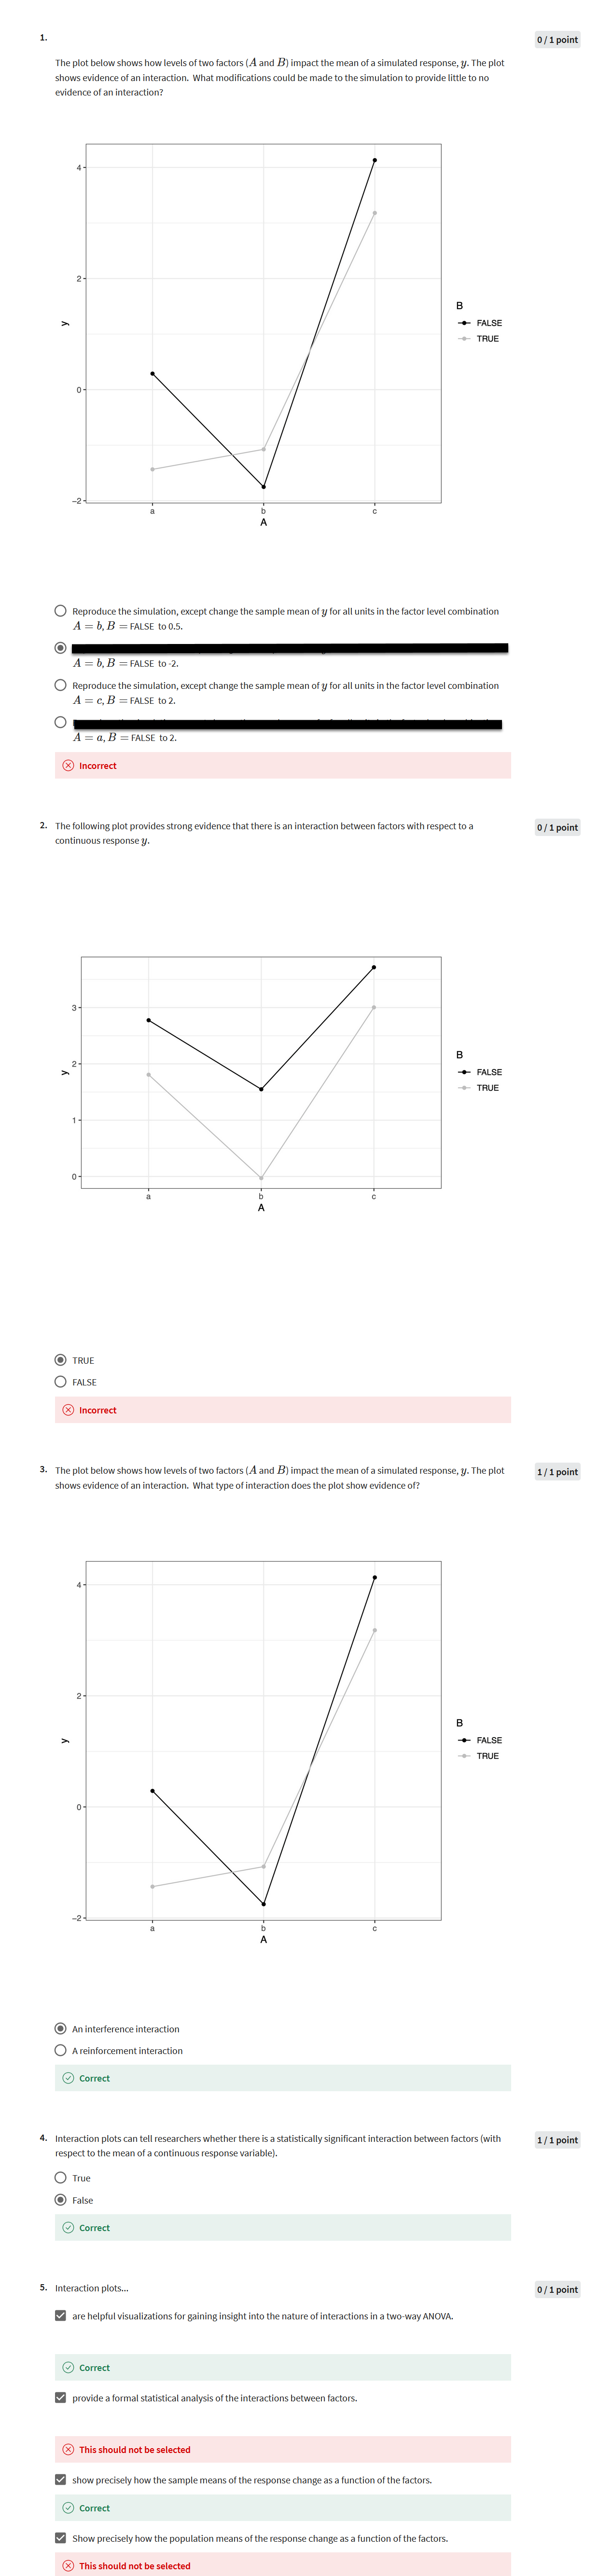 1.
0 / 1 point
The plot below shows how levels of two factors (A and B) impact the mean of a simulated response, y. The plot
shows evidence of an interaction. What modifications could be made to the simulation to provide little to no
evidence of an interaction?
4
2
0
−2
y
a b c
A
B
FALSE
TRUE
Reproduce the simulation, except change the sample mean of y for all units in the factor level combination
A = b, B = FALSE to 0.5.
A = b, B = FALSE to -2.
Reproduce the simulation, except change the sample mean of y for all units in the factor level combination
A = c, B = FALSE to 2.
A = a, B = FALSE to 2.
Incorrect
2. The following plot provides strong evidence that there is an interaction between factors with respect to a
continuous response y.
0 / 1 point
3
2
1
0
y
a b c
A
B
FALSE
TRUE
TRUE
FALSE
Incorrect
3. The plot below shows how levels of two factors (A and B) impact the mean of a simulated response, y. The plot
shows evidence of an interaction. What type of interaction does the plot show evidence of?
1 / 1 point
4
2
0
−2
y
a b c
A
B
FALSE
TRUE
An interference interaction
A reinforcement interaction
Correct
4. Interaction plots can tell researchers whether there is a statistically significant interaction between factors (with
respect to the mean of a continuous response variable).
1 / 1 point
True
False
Correct
5. Interaction plots...
0 / 1 point
are helpful visualizations for gaining insight into the nature of interactions in a two-way ANOVA.
Correct
provide a formal statistical analysis of the interactions between factors.
This should not be selected
show precisely how the sample means of the response change as a function of the factors.
Correct
Show precisely how the population means of the response change as a function of the factors.
This should not be selected